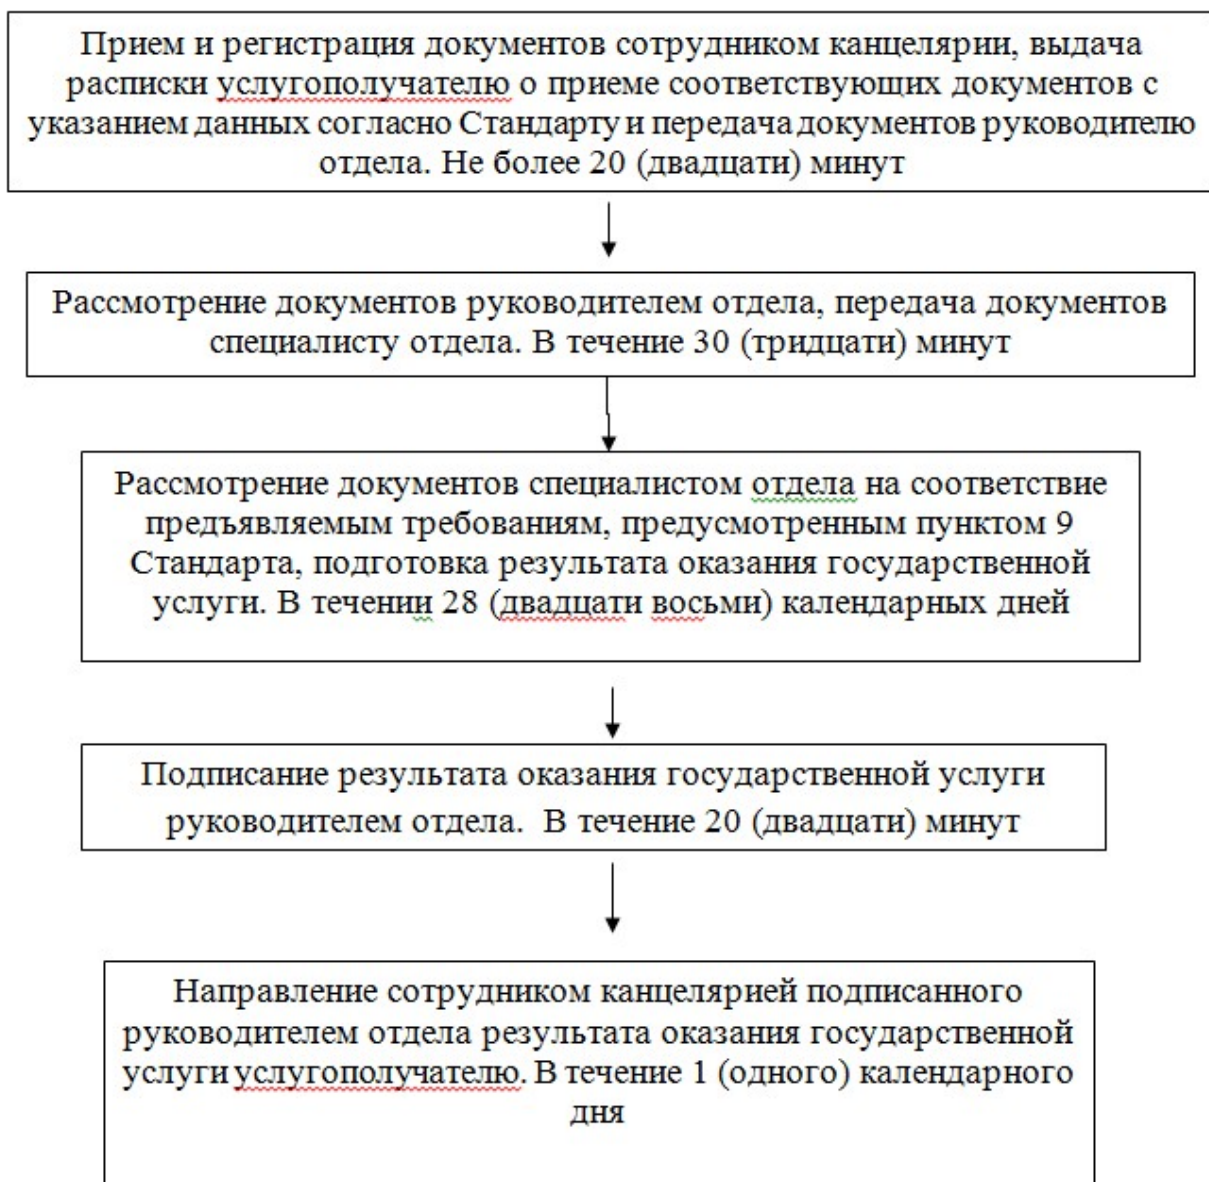 Прием и регистрация документов сотрудником канцелярии, выдача
расписки услугополучателю о приеме соответствующих документов с
указанием данных согласно Стандарту и передача документов руководителю
отдела. Не более 20 (двадцати) минут
Рассмотрение документов руководителем отдела, передача документов
специалисту отдела. В течение 30 (тридцати) минут
Рассмотрение документов специалистом отдела на соответствие
предъявляемым требованиям, предусмотренным пунктом 9
Стандарта, подготовка результата оказания государственной
услуги. В течении 28 (двадцати восьми) календарных дней
Подписание результата оказания государственной услуги
руководителем отдела. В течение 20 (двадцати) минут
Направление сотрудником канцелярией подписанного
руководителем отдела результата оказания государственной
услуги услугополучателю. В течение 1 (одного) календарного
дня